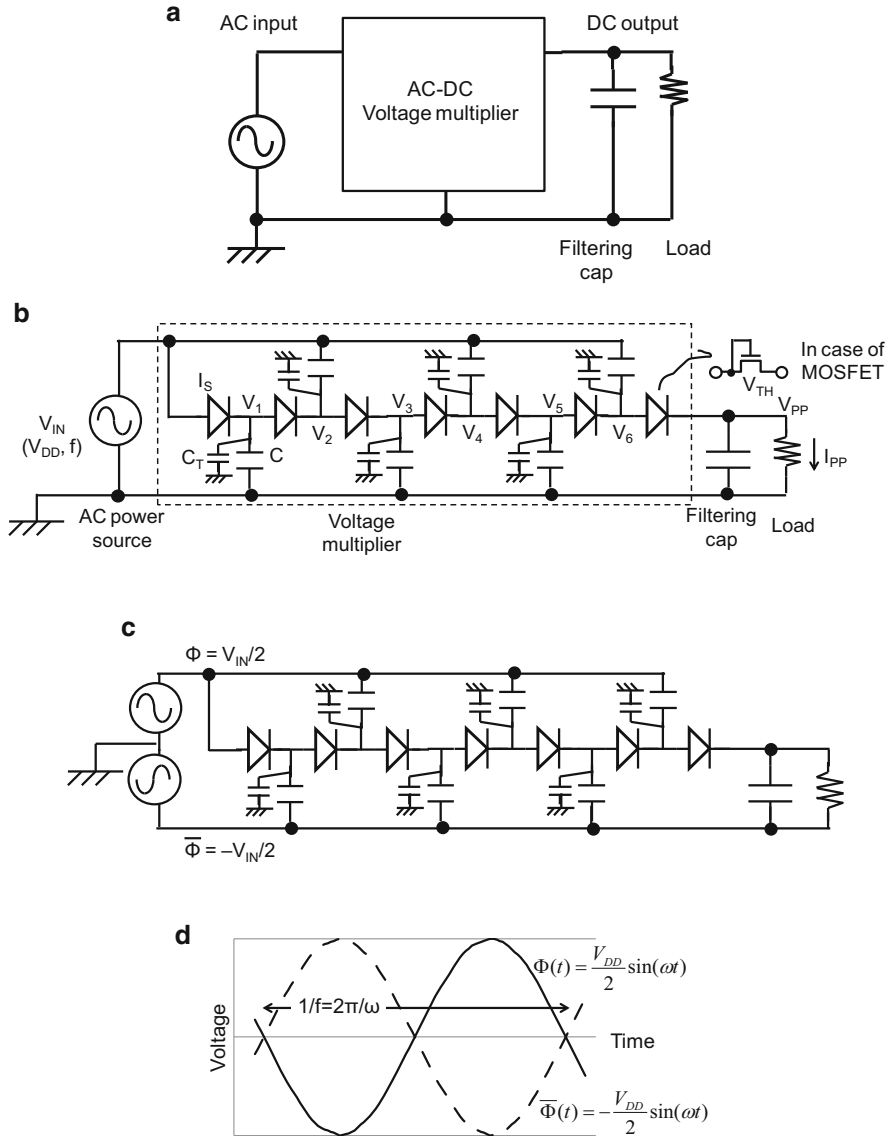 a
AC input
DC output
AC-DC
Voltage multiplier
Filtering
cap
Load
b
I_S
V_1
V_2
V_3
V_4
V_5
V_6
V_TH
In case of
MOSFET
V_PP
V_IN
(V_DD, f)
C_T
C
I_PP
AC power
source
Voltage
multiplier
Filtering
cap
Load
c
Φ = V_IN/2
Φ̅ = –V_IN/2
d
Voltage
1/f=2π/ω
Time
Φ(t) = V_DD/2 sin(ωt)
Φ̅(t) = −V_DD/2 sin(ωt)